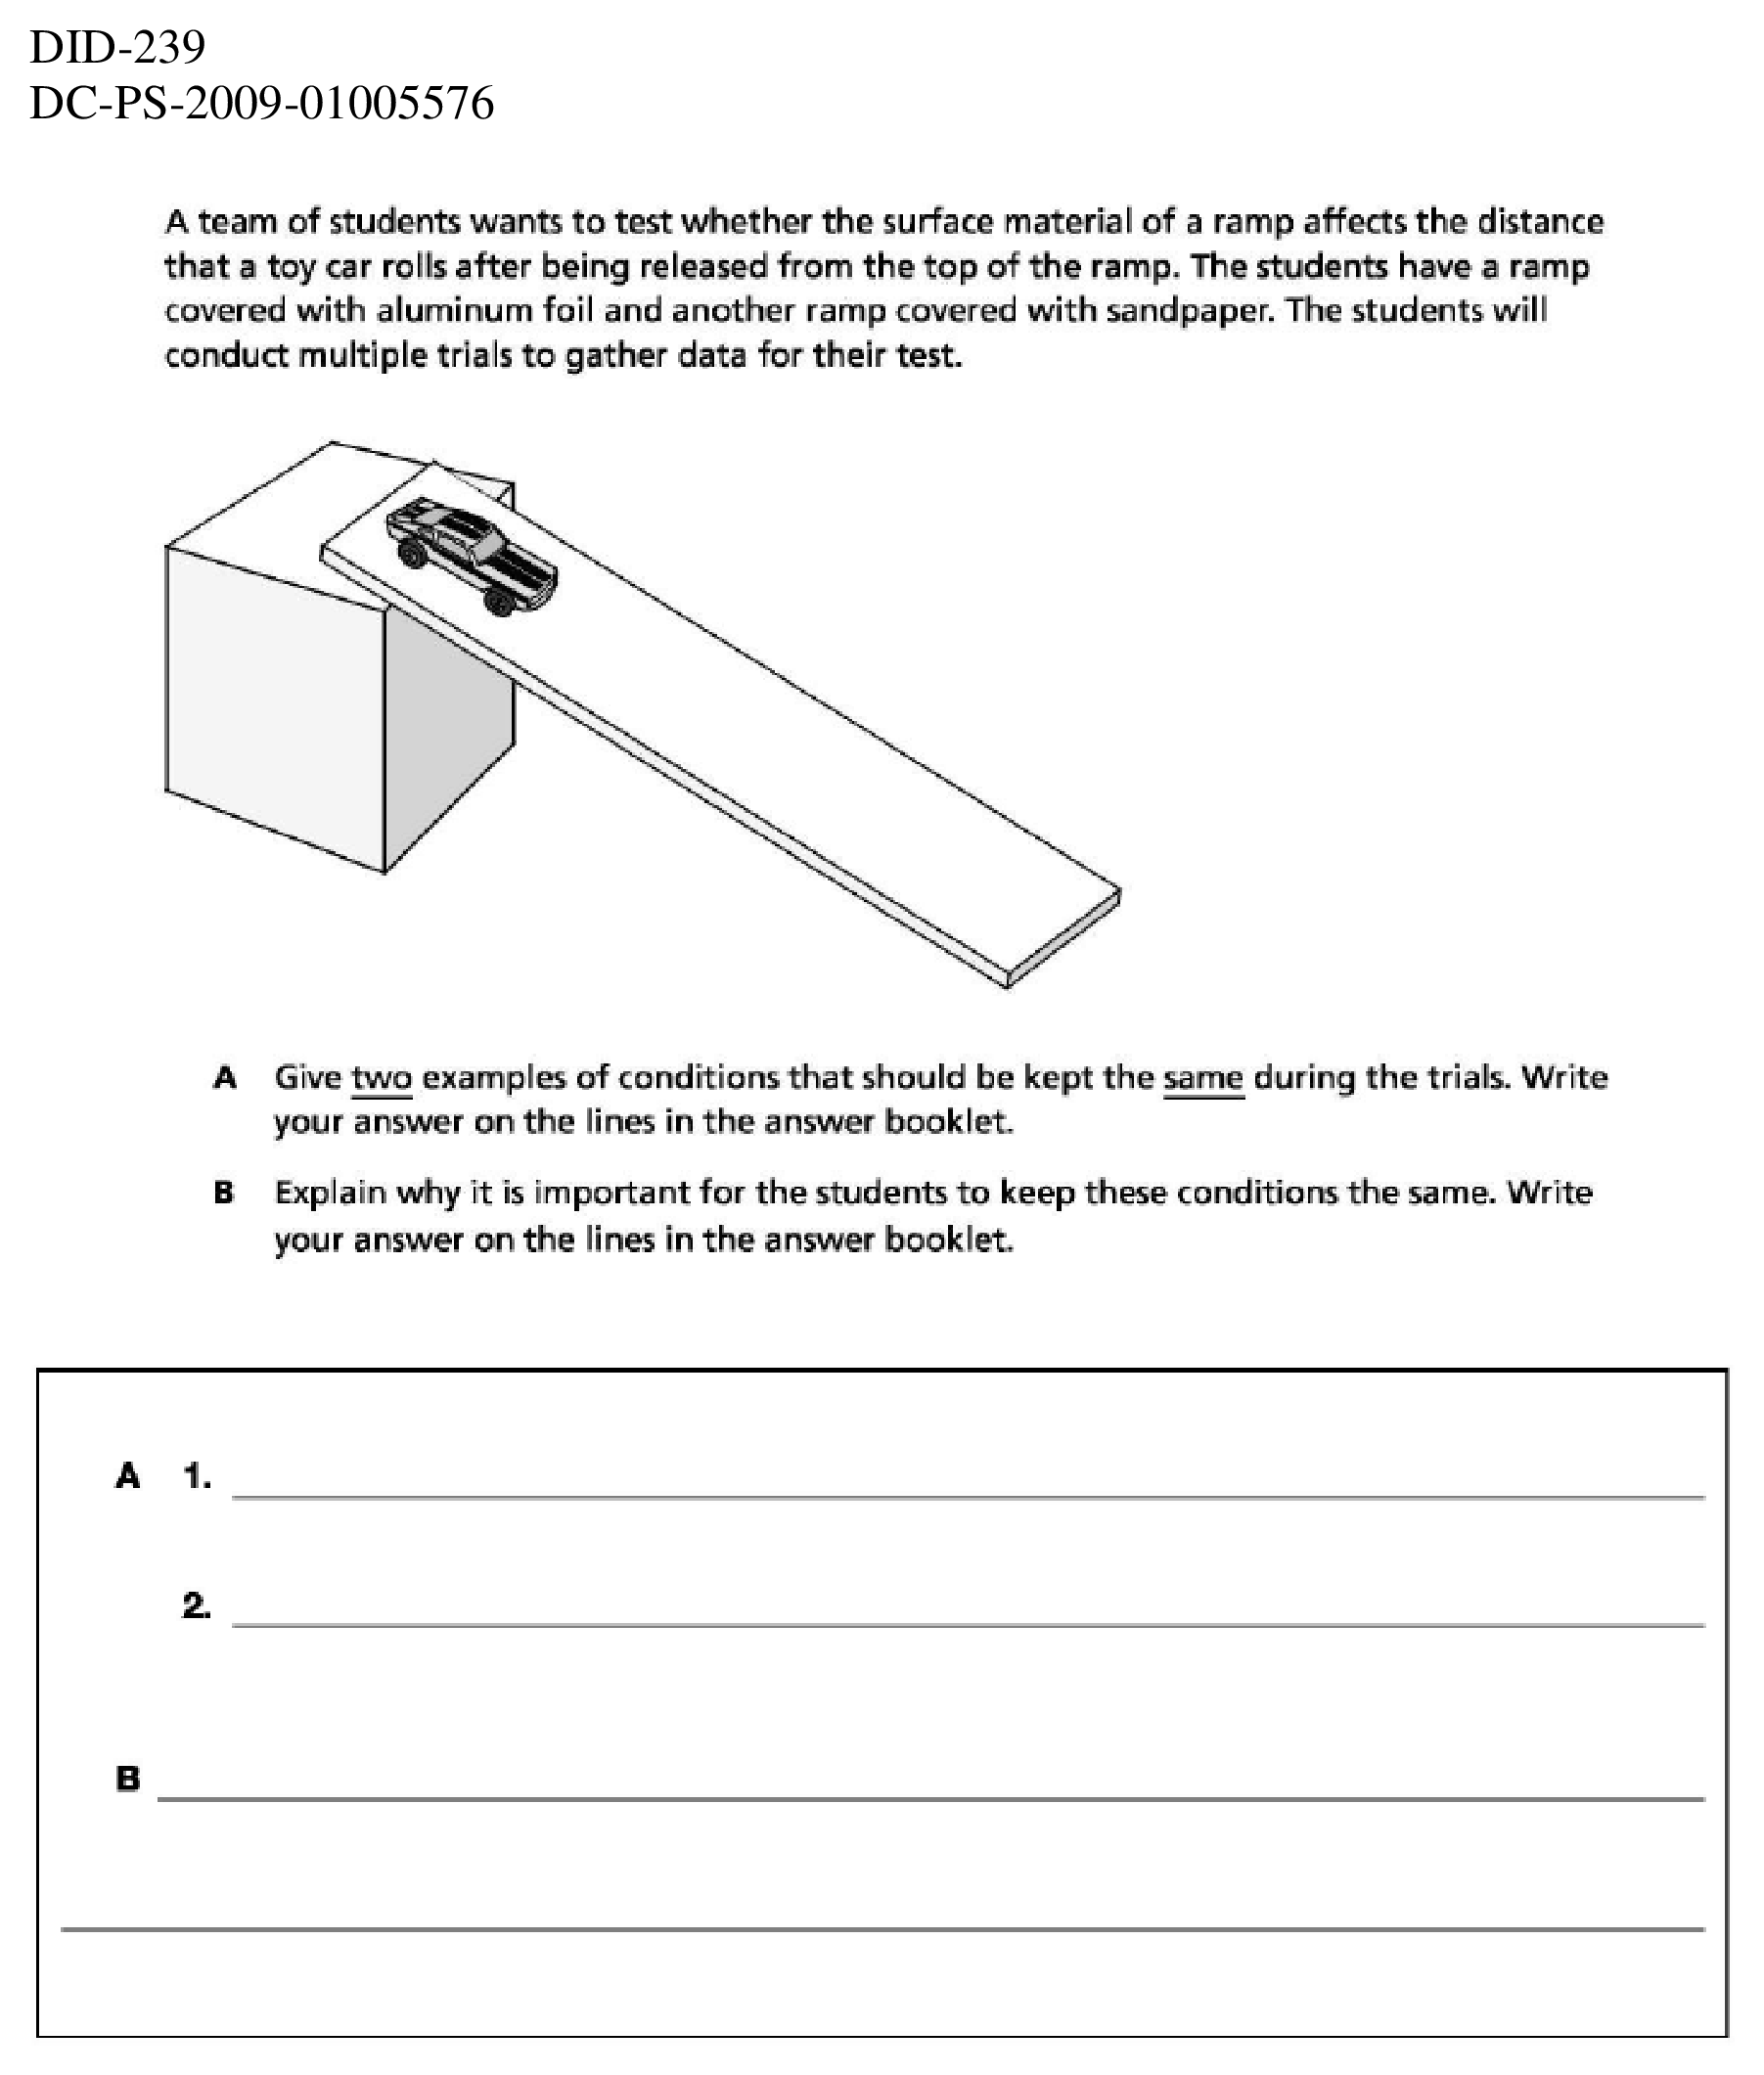 DID-239
DC-PS-2009-01005576
A team of students wants to test whether the surface material of a ramp affects the distance
that a toy car rolls after being released from the top of the ramp. The students have a ramp
covered with aluminum foil and another ramp covered with sandpaper. The students will
conduct multiple trials to gather data for their test.
A Give two examples of conditions that should be kept the same during the trials. Write
your answer on the lines in the answer booklet.
B Explain why it is important for the students to keep these conditions the same. Write
your answer on the lines in the answer booklet.
A 1.
2.
B